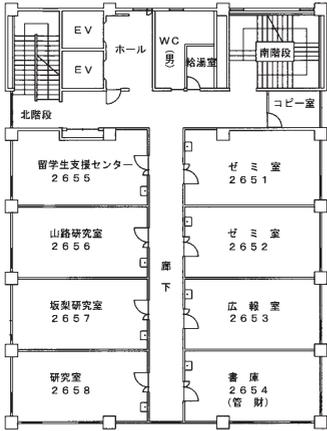 EV
EV
ホール
WC
(男)
給湯室
南階段
コピー室
北階段
留学生支援センター
2655
山路研究室
2656
坂梨研究室
2657
研究室
2658
廊下
ゼミ室
2651
ゼミ室
2652
広報室
2653
書庫
2654
(管財)